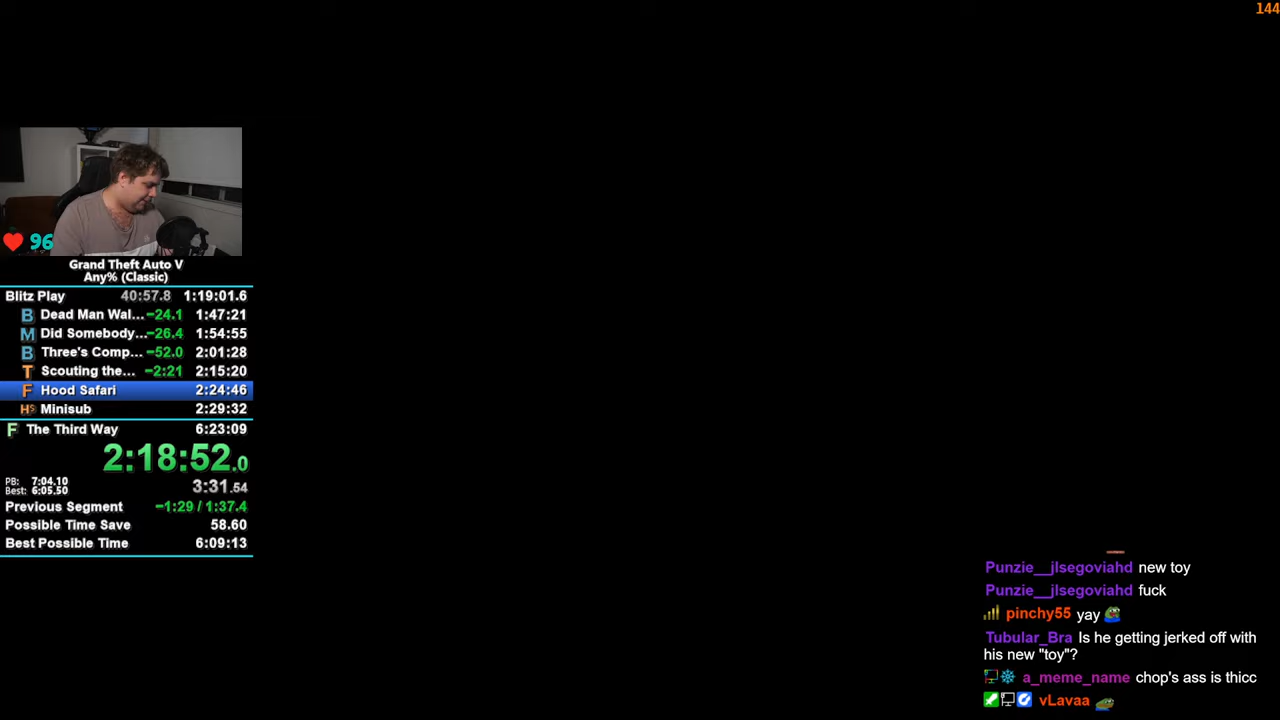 144
96
Grand Theft Auto V
Any% (Classic)
Blitz Play 40:57.8 1:19:01.6
B Dead Man Wal... −24.1 1:47:21
M Did Somebody... −26.4 1:54:55
B Three's Comp... −52.0 2:01:28
T Scouting the... −2:21 2:15:20
F Hood Safari 2:24:46
HS Minisub 2:29:32
F The Third Way 6:23:09
2:18:52.0
PB: 7:04.10
Best: 6:05.50
3:31.54
Previous Segment −1:29 / 1:37.4
Possible Time Save 58.60
Best Possible Time 6:09:13
Punzie__jlsegoviahd new toy
Punzie__jlsegoviahd fuck
pinchy55 yay
Tubular_Bra Is he getting jerked off with
his new "toy"?
a_meme_name chop's ass is thicc
vLavaa